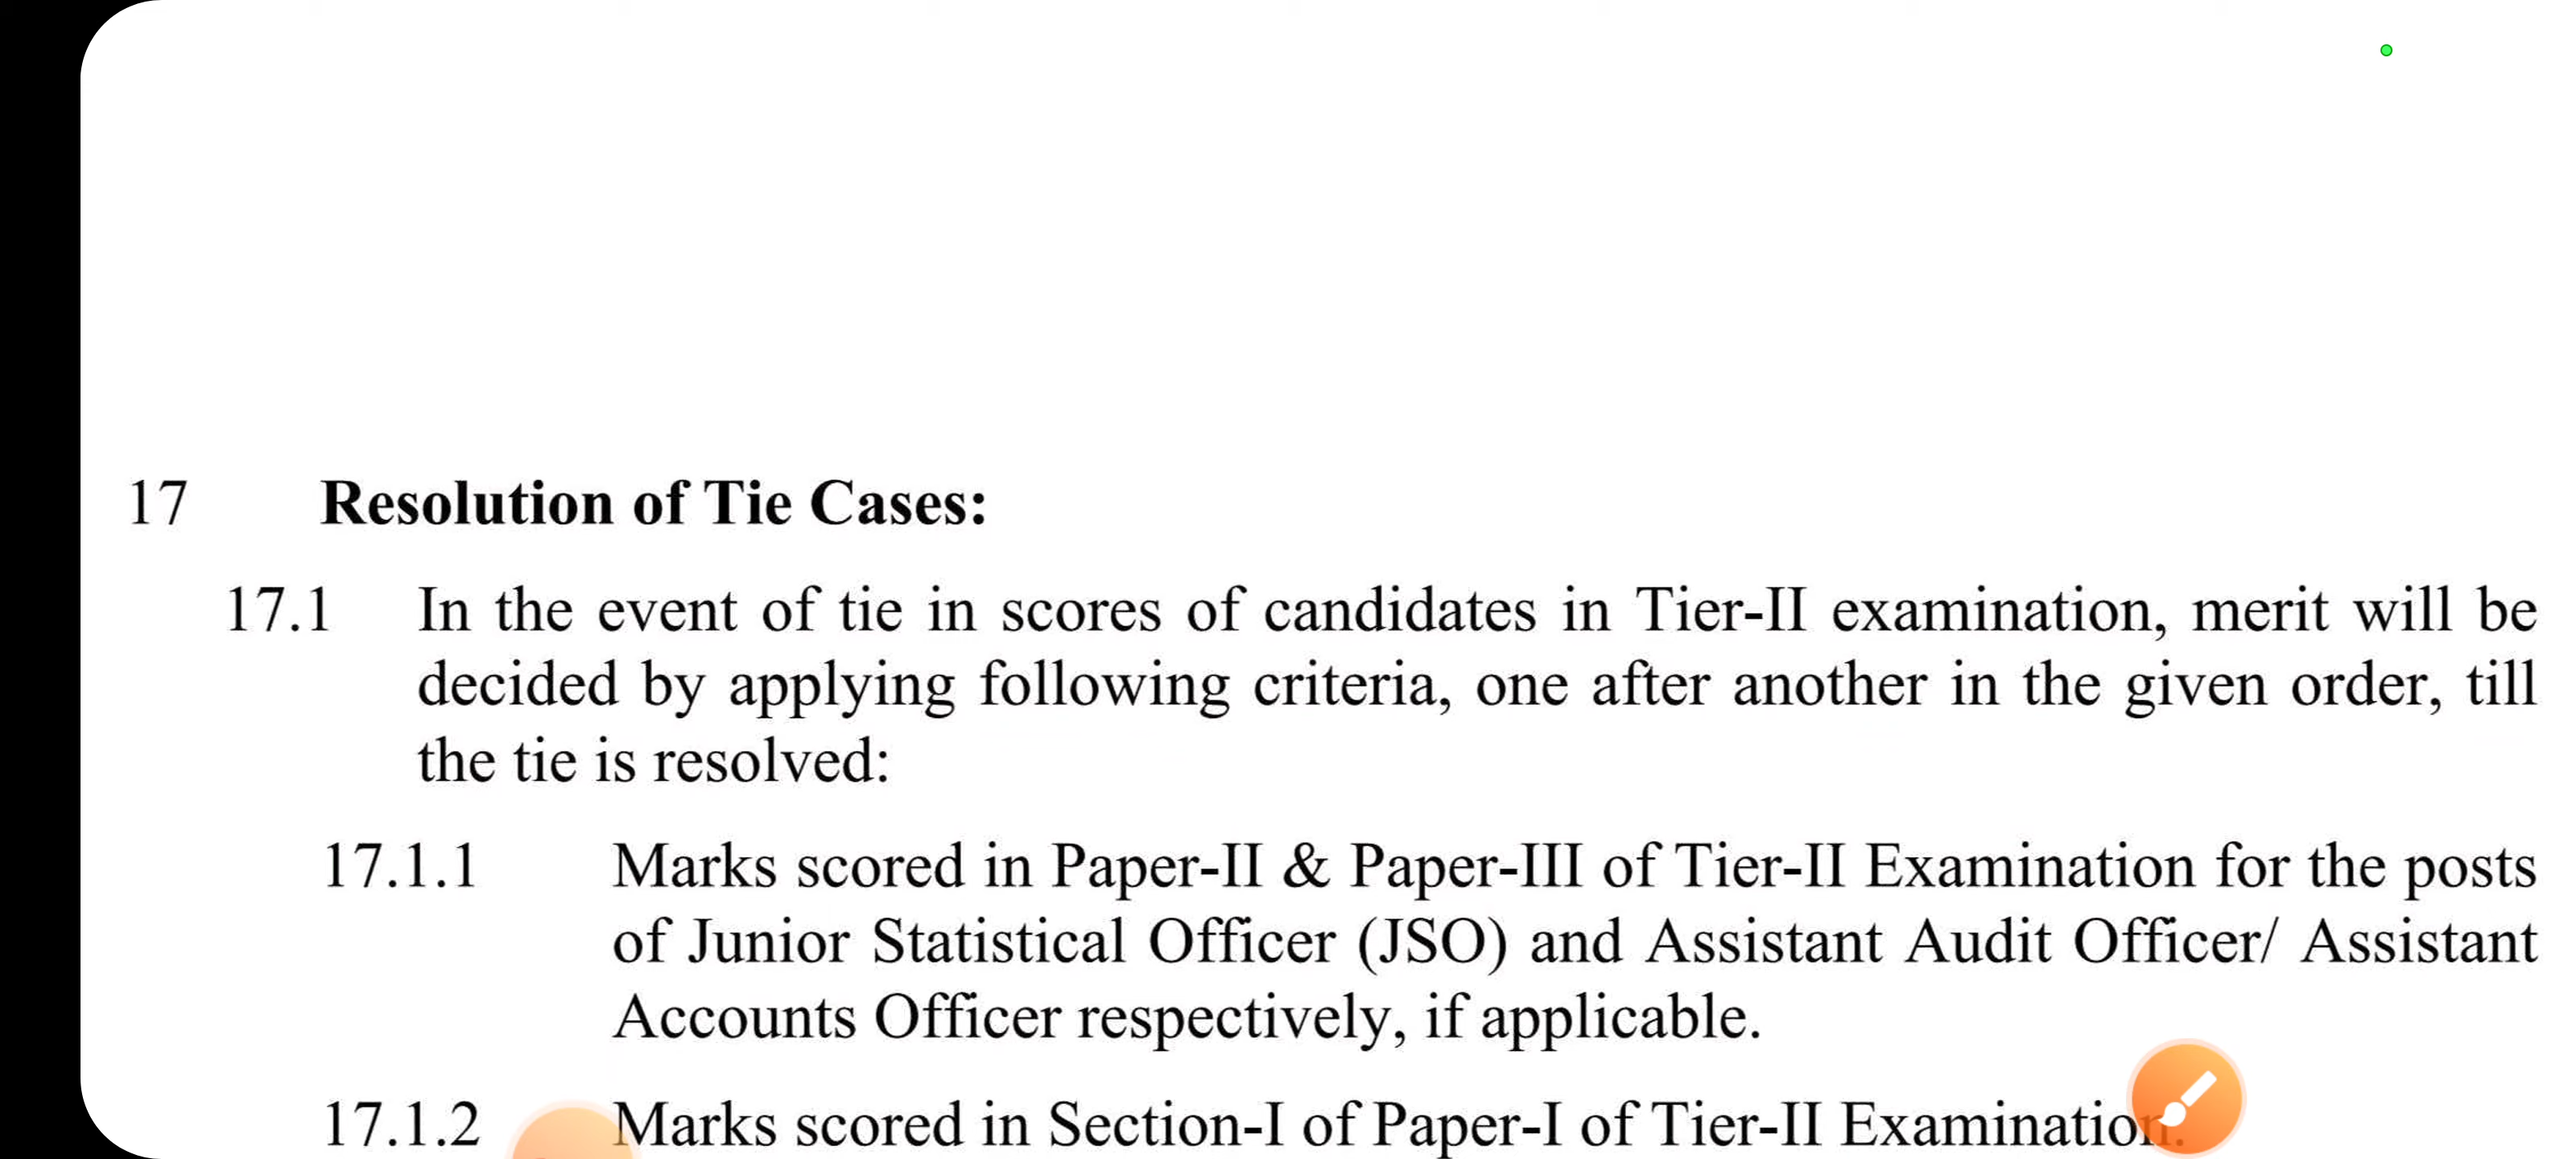 17 Resolution of Tie Cases:
17.1 In the event of tie in scores of candidates in Tier-II examination, merit will be
decided by applying following criteria, one after another in the given order, till
the tie is resolved:
17.1.1 Marks scored in Paper-II & Paper-III of Tier-II Examination for the posts
of Junior Statistical Officer (JSO) and Assistant Audit Officer/ Assistant
Accounts Officer respectively, if applicable.
17.1.2 Marks scored in Section-I of Paper-I of Tier-II Examination.